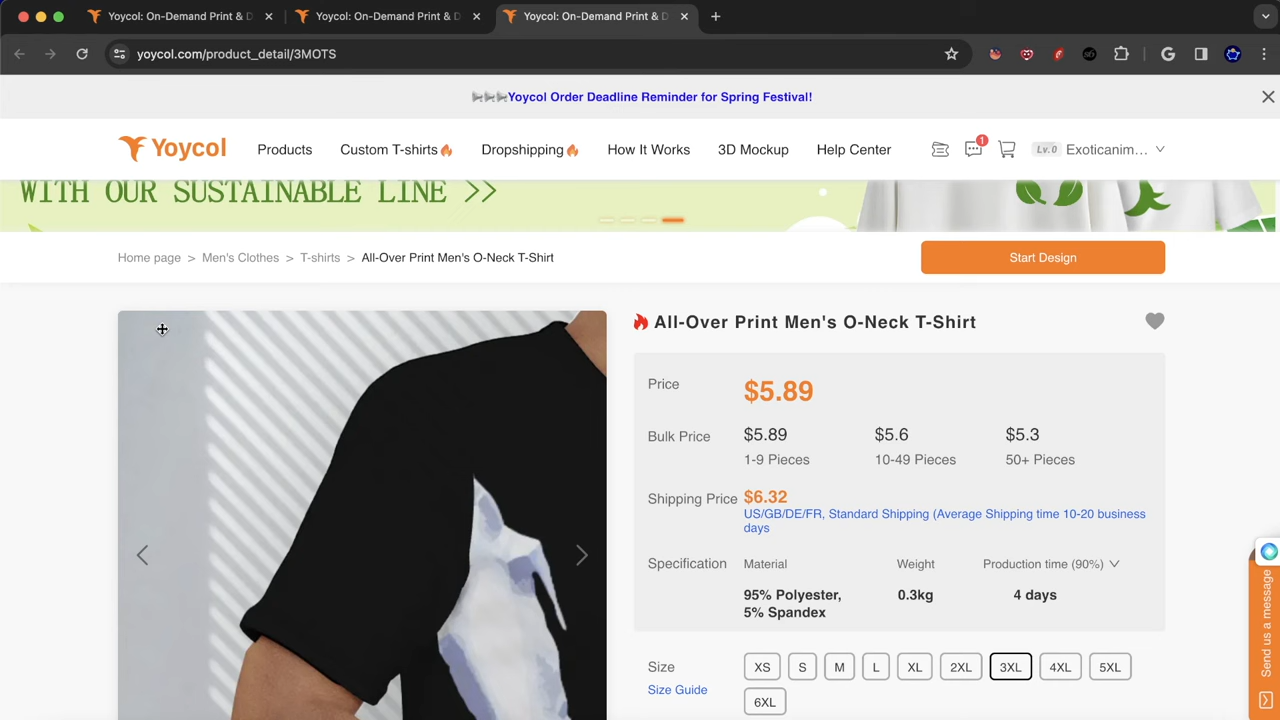 Yoycol: On-Demand Print & D
Yoycol: On-Demand Print & D
Yoycol: On-Demand Print & D
yoycol.com/product_detail/3MOTS
Yoycol Order Deadline Reminder for Spring Festival!
Yoycol
Products
Custom T-shirts
Dropshipping
How It Works
3D Mockup
Help Center
1
Lv.0
Exoticanim...
WITH OUR SUSTAINABLE LINE >>
Home page > Men's Clothes > T-shirts > All-Over Print Men's O-Neck T-Shirt
Start Design
All-Over Print Men's O-Neck T-Shirt
Price
$5.89
Bulk Price
$5.89
$5.6
$5.3
1-9 Pieces
10-49 Pieces
50+ Pieces
Shipping Price
$6.32
US/GB/DE/FR, Standard Shipping (Average Shipping time 10-20 business
days
Specification
Material
Weight
Production time (90%)
95% Polyester,
5% Spandex
0.3kg
4 days
Size
XS
S
M
L
XL
2XL
3XL
4XL
5XL
Size Guide
6XL
Send us a message